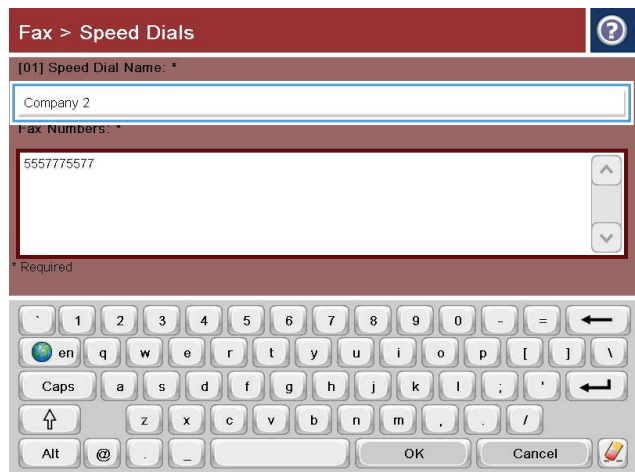 Fax > Speed Dials
?
[01] Speed Dial Name: *
Company 2
Fax Numbers: *
5557775577
* Required
` 1 2 3 4 5 6 7 8 9 0 - =
en q w e r t y u i o p [ ] \
Caps a s d f g h j k l ; '
z x c v b n m , . /
Alt @ . _ OK Cancel